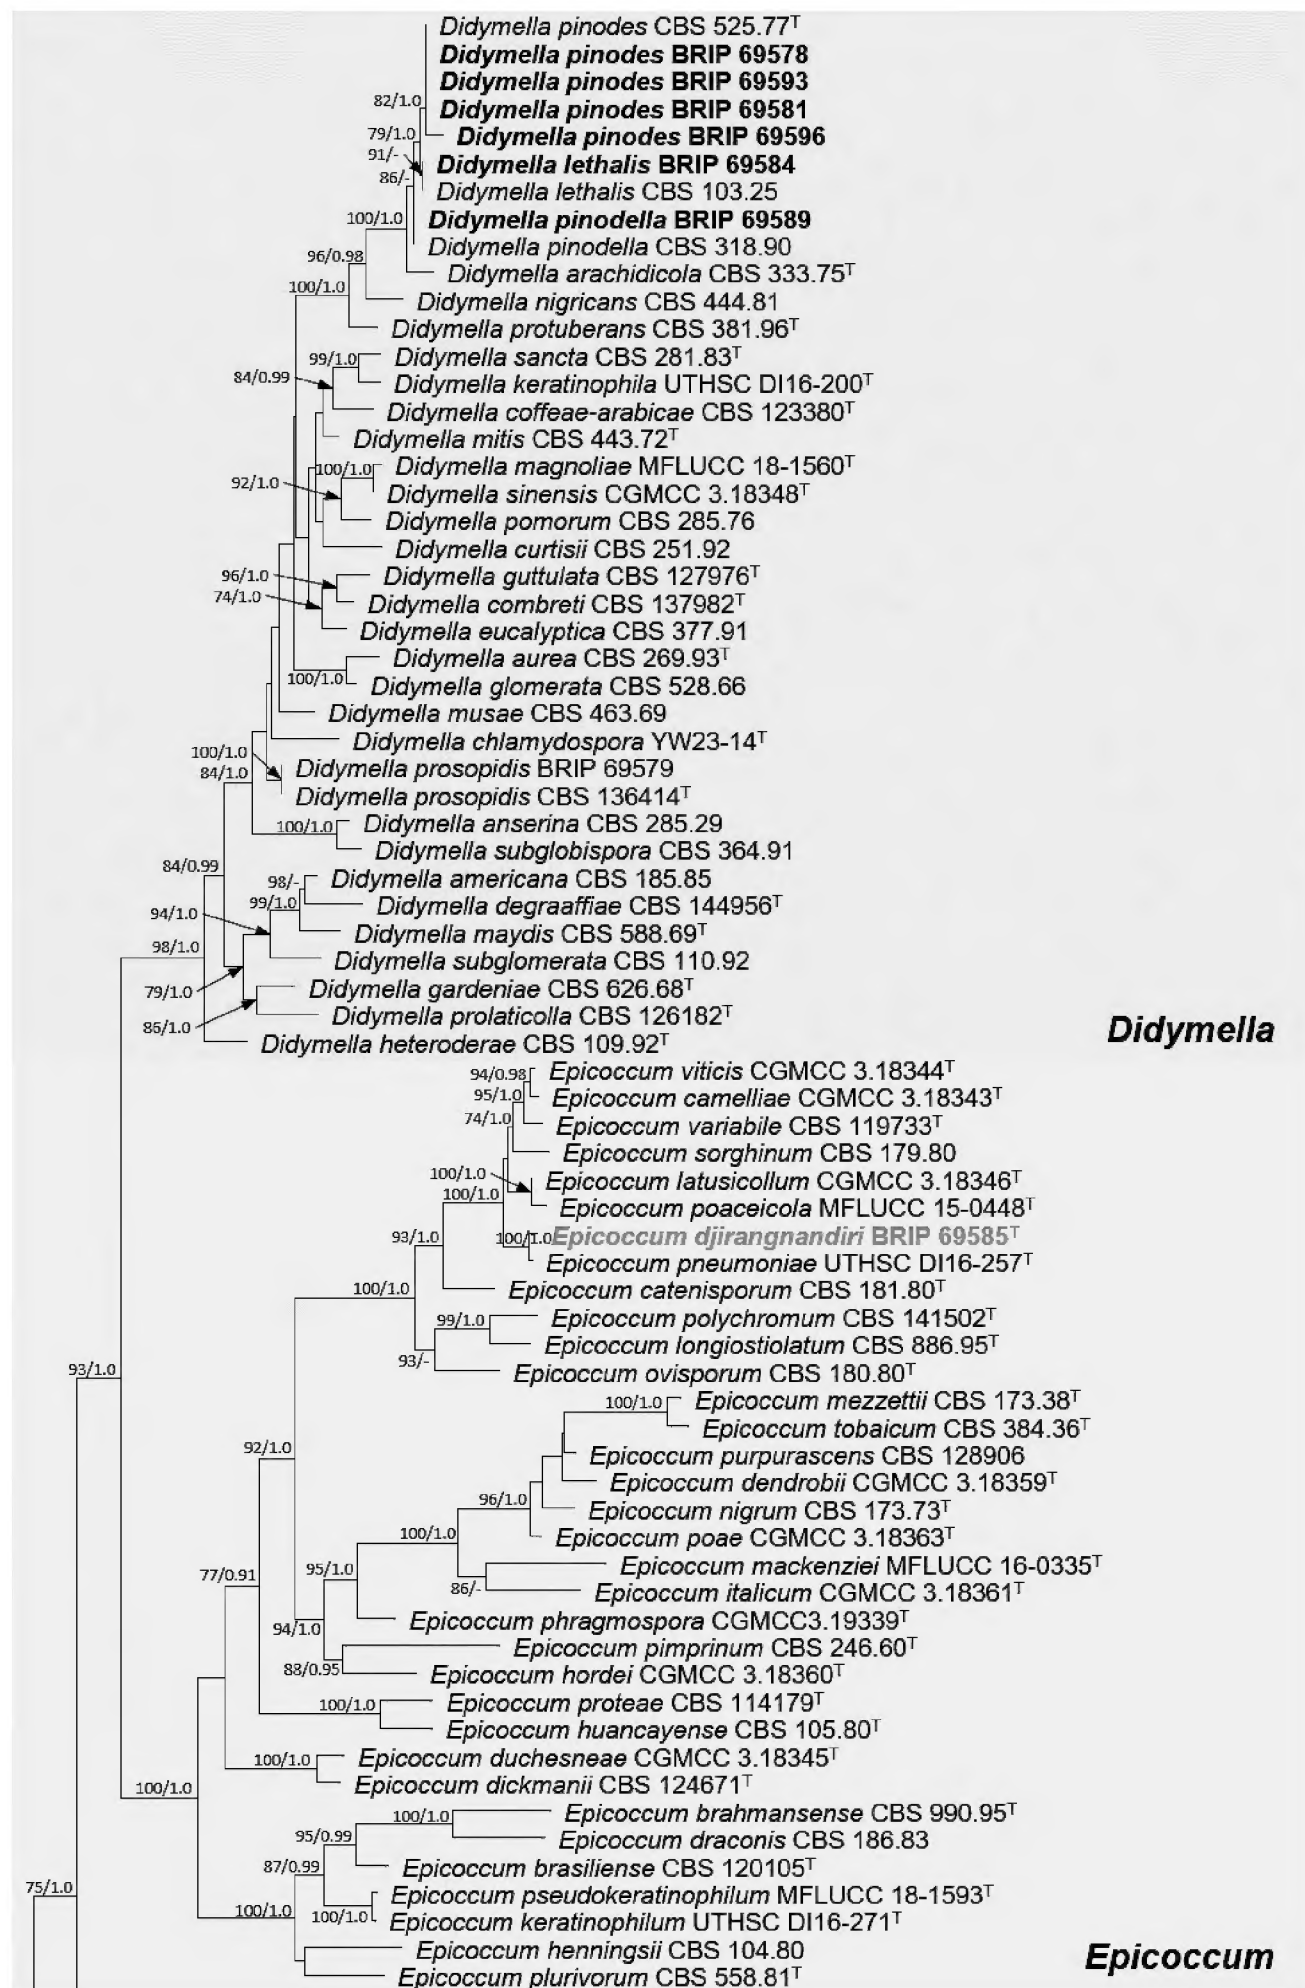 Didymella pinodes CBS 525.77ᵀ
Didymella pinodes BRIP 69578
Didymella pinodes BRIP 69593
82/1.0 Didymella pinodes BRIP 69581
79/1.0 Didymella pinodes BRIP 69596
91/- Didymella lethalis BRIP 69584
86/- Didymella lethalis CBS 103.25
100/1.0 Didymella pinodella BRIP 69589
Didymella pinodella CBS 318.90
96/0.98 Didymella arachidicola CBS 333.75ᵀ
100/1.0 Didymella nigricans CBS 444.81
Didymella protuberans CBS 381.96ᵀ
99/1.0 Didymella sancta CBS 281.83ᵀ
84/0.99 Didymella keratinophila UTHSC DI16-200ᵀ
Didymella coffeae-arabicae CBS 123380ᵀ
Didymella mitis CBS 443.72ᵀ
100/1.0 Didymella magnoliae MFLUCC 18-1560ᵀ
92/1.0 Didymella sinensis CGMCC 3.18348ᵀ
Didymella pomorum CBS 285.76
Didymella curtisii CBS 251.92
96/1.0 Didymella guttulata CBS 127976ᵀ
74/1.0 Didymella combreti CBS 137982ᵀ
Didymella eucalyptica CBS 377.91
Didymella aurea CBS 269.93ᵀ
100/1.0 Didymella glomerata CBS 528.66
Didymella musae CBS 463.69
Didymella chlamydospora YW23-14ᵀ
100/1.0
84/1.0 Didymella prosopidis BRIP 69579
Didymella prosopidis CBS 136414ᵀ
100/1.0 Didymella anserina CBS 285.29
Didymella subglobispora CBS 364.91
84/0.99
98/- Didymella americana CBS 185.85
99/1.0 Didymella degraaffiae CBS 144956ᵀ
94/1.0 Didymella maydis CBS 588.69ᵀ
98/1.0 Didymella subglomerata CBS 110.92
79/1.0 Didymella gardeniae CBS 626.68ᵀ
86/1.0 Didymella prolaticolla CBS 126182ᵀ
Didymella
Didymella heteroderae CBS 109.92ᵀ
94/0.98 Epicoccum viticis CGMCC 3.18344ᵀ
95/1.0 Epicoccum camelliae CGMCC 3.18343ᵀ
74/1.0 Epicoccum variabile CBS 119733ᵀ
Epicoccum sorghinum CBS 179.80
100/1.0 Epicoccum latusicollum CGMCC 3.18346ᵀ
100/1.0 Epicoccum poaceicola MFLUCC 15-0448ᵀ
93/1.0 100/1.0 Epicoccum djirangnandiri BRIP 69585ᵀ
Epicoccum pneumoniae UTHSC DI16-257ᵀ
100/1.0 Epicoccum catenisporum CBS 181.80ᵀ
99/1.0 Epicoccum polychromum CBS 141502ᵀ
Epicoccum longiostiolatum CBS 886.95ᵀ
93/1.0 93/- Epicoccum ovisporum CBS 180.80ᵀ
100/1.0 Epicoccum mezzettii CBS 173.38ᵀ
Epicoccum tobaicum CBS 384.36ᵀ
92/1.0 Epicoccum purpurascens CBS 128906
Epicoccum dendrobii CGMCC 3.18359ᵀ
96/1.0 Epicoccum nigrum CBS 173.73ᵀ
100/1.0 Epicoccum poae CGMCC 3.18363ᵀ
77/0.91 95/1.0 Epicoccum mackenziei MFLUCC 16-0335ᵀ
86/- Epicoccum italicum CGMCC 3.18361ᵀ
94/1.0 Epicoccum phragmospora CGMCC3.19339ᵀ
Epicoccum pimprinum CBS 246.60ᵀ
88/0.95 Epicoccum hordei CGMCC 3.18360ᵀ
100/1.0 Epicoccum proteae CBS 114179ᵀ
Epicoccum huancayense CBS 105.80ᵀ
100/1.0 Epicoccum duchesneae CGMCC 3.18345ᵀ
100/1.0 Epicoccum dickmanii CBS 124671ᵀ
100/1.0 Epicoccum brahmansense CBS 990.95ᵀ
95/0.99 Epicoccum draconis CBS 186.83
87/0.99 Epicoccum brasiliense CBS 120105ᵀ
75/1.0 Epicoccum pseudokeratinophilum MFLUCC 18-1593ᵀ
100/1.0 100/1.0 Epicoccum keratinophilum UTHSC DI16-271ᵀ
Epicoccum henningsii CBS 104.80
Epicoccum
Epicoccum plurivorum CBS 558.81ᵀ